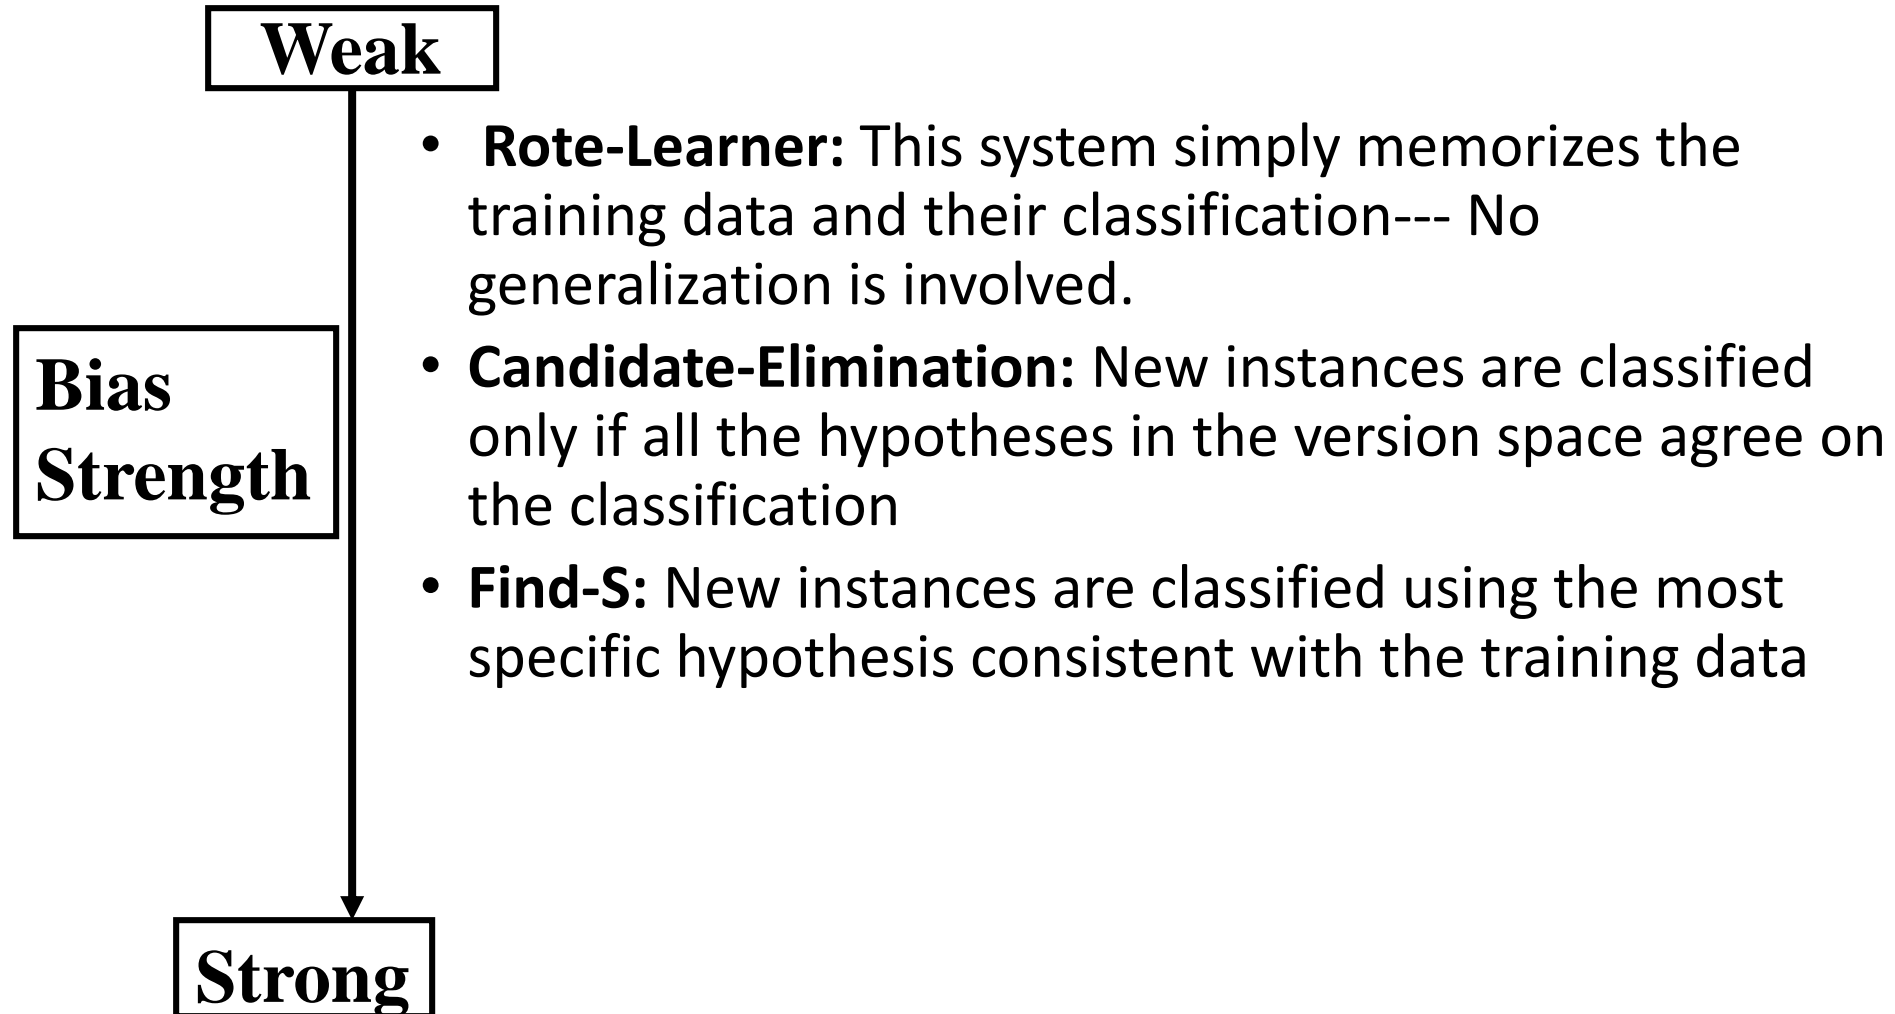 Weak
• Rote-Learner: This system simply memorizes the
training data and their classification--- No
generalization is involved.
Bias
Strength
• Candidate-Elimination: New instances are classified
only if all the hypotheses in the version space agree on
the classification
• Find-S: New instances are classified using the most
specific hypothesis consistent with the training data
Strong